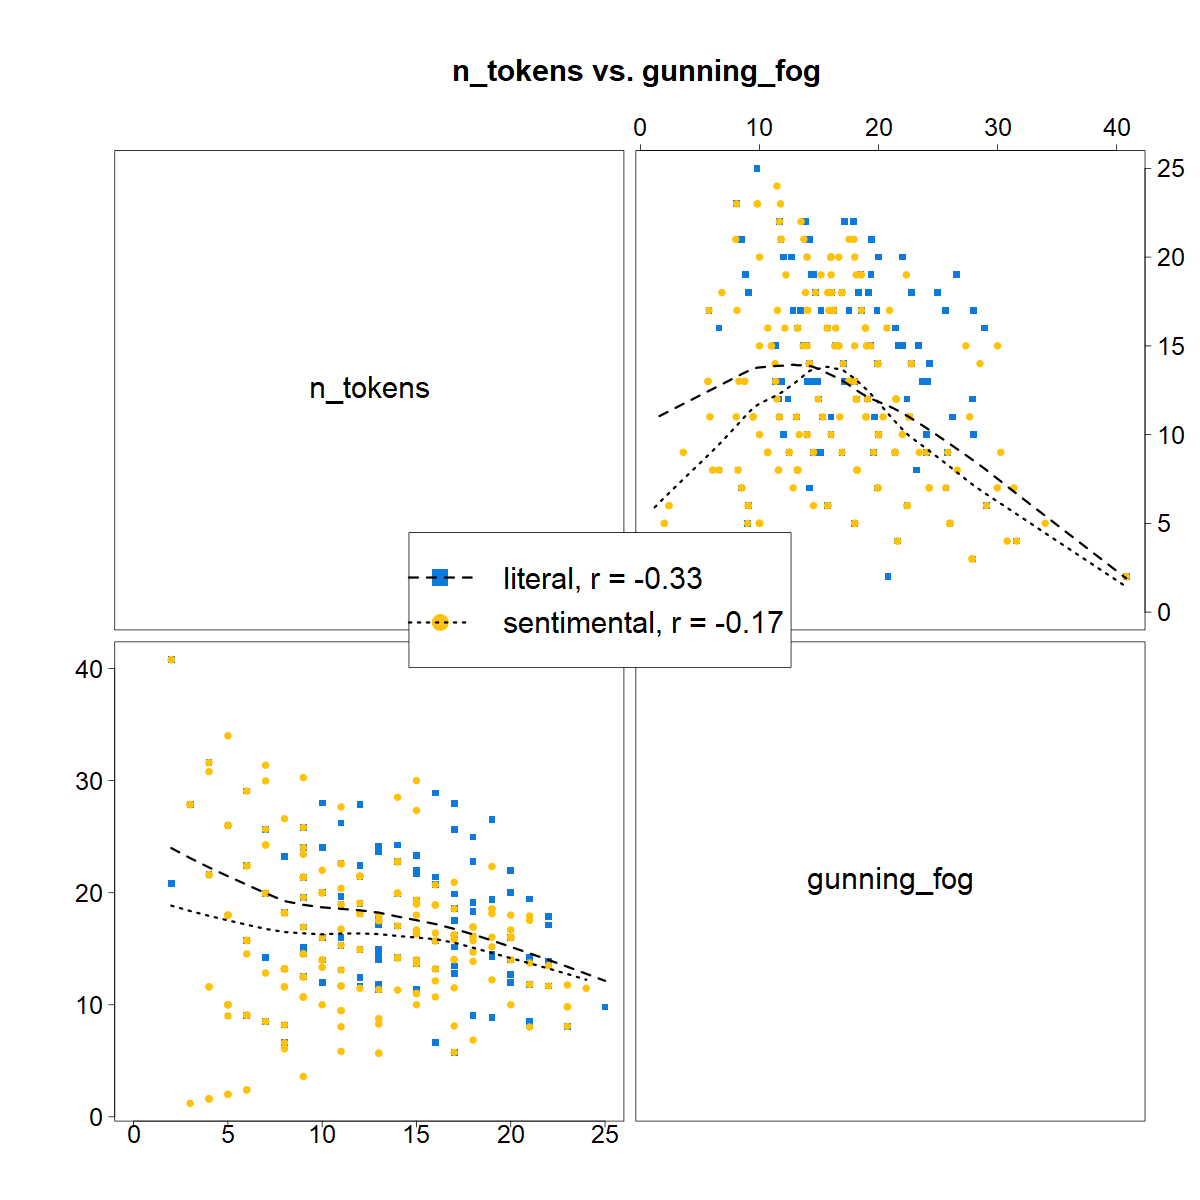 n_tokens vs. gunning_fog
0 10 20 30 40
n_tokens
25
20
15
10
5
0
literal, r = -0.33
sentimental, r = -0.17
40
30
20
10
0
gunning_fog
0 5 10 15 20 25